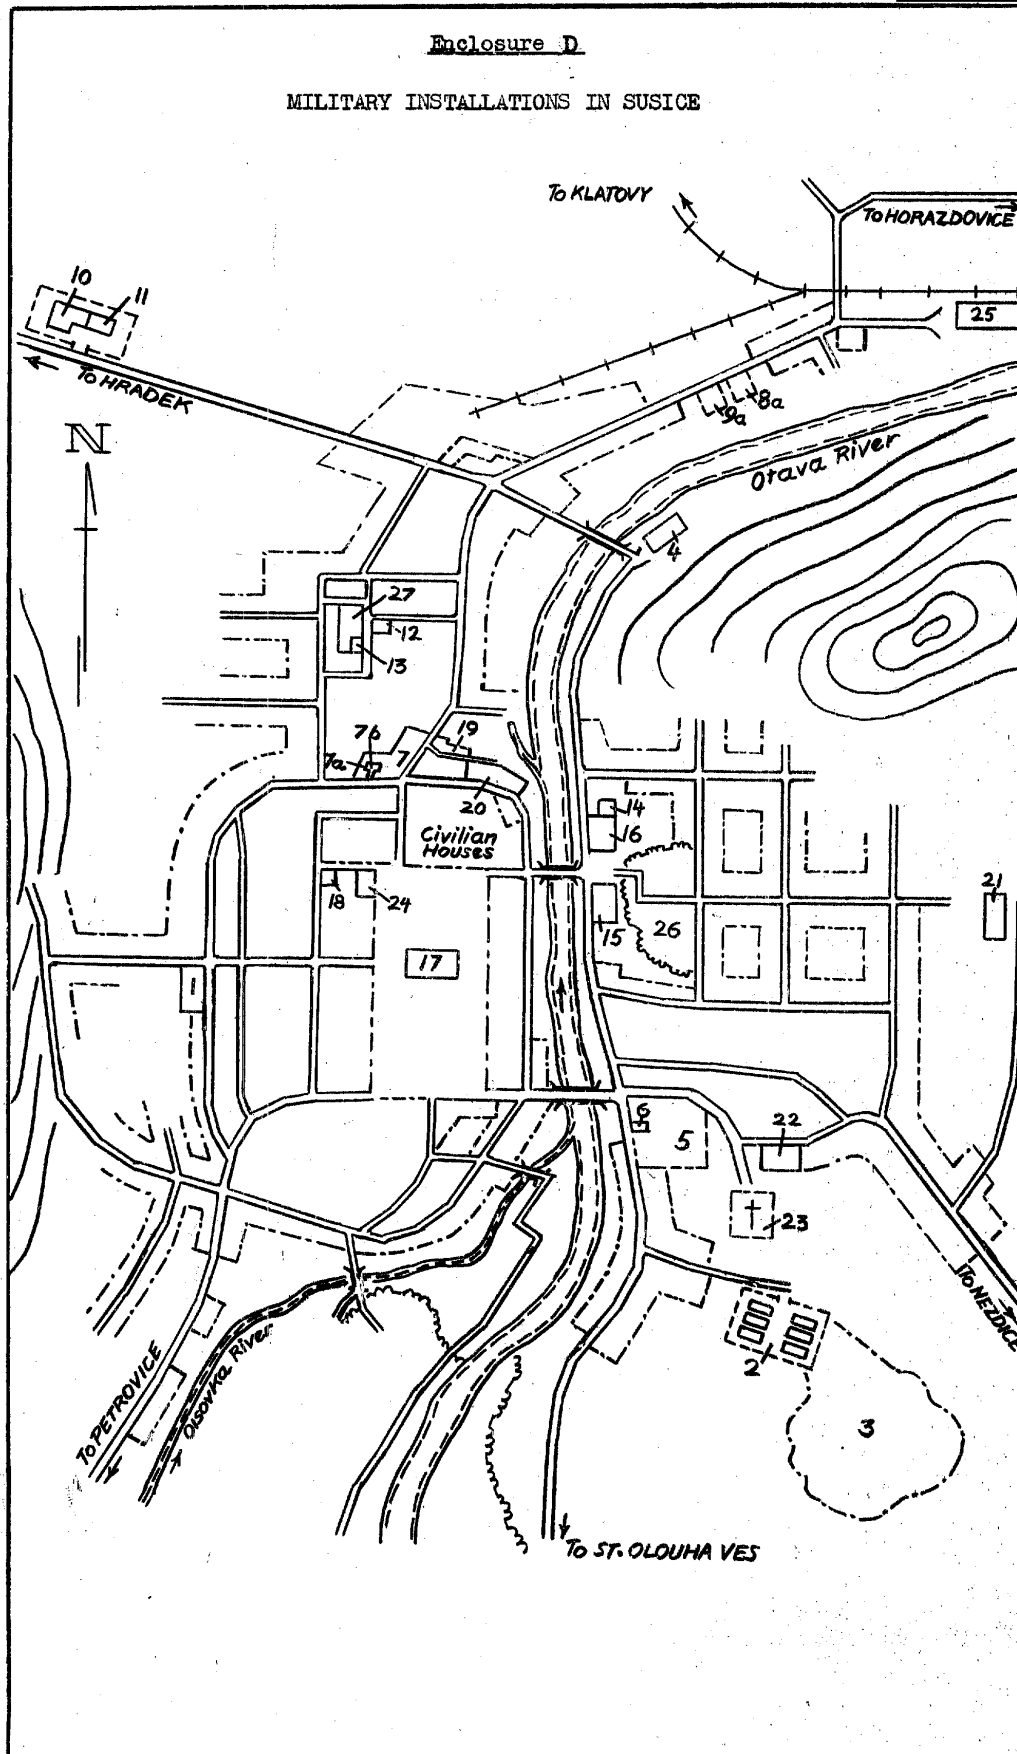 Enclosure D
MILITARY INSTALLATIONS IN SUSICE
To KLATOVY
To HORAZDOVICE
10
11
25
To HRADEK
8a
9a
N
Otava River
4
27
12
13
19
7b
7a
7
20
14
16
Civilian
Houses
21
18
24
15
26
17
6
5
22
23
To NEZDICE
2
To PETROVICE
OISOVKA River
3
To ST. OLOUHA VES